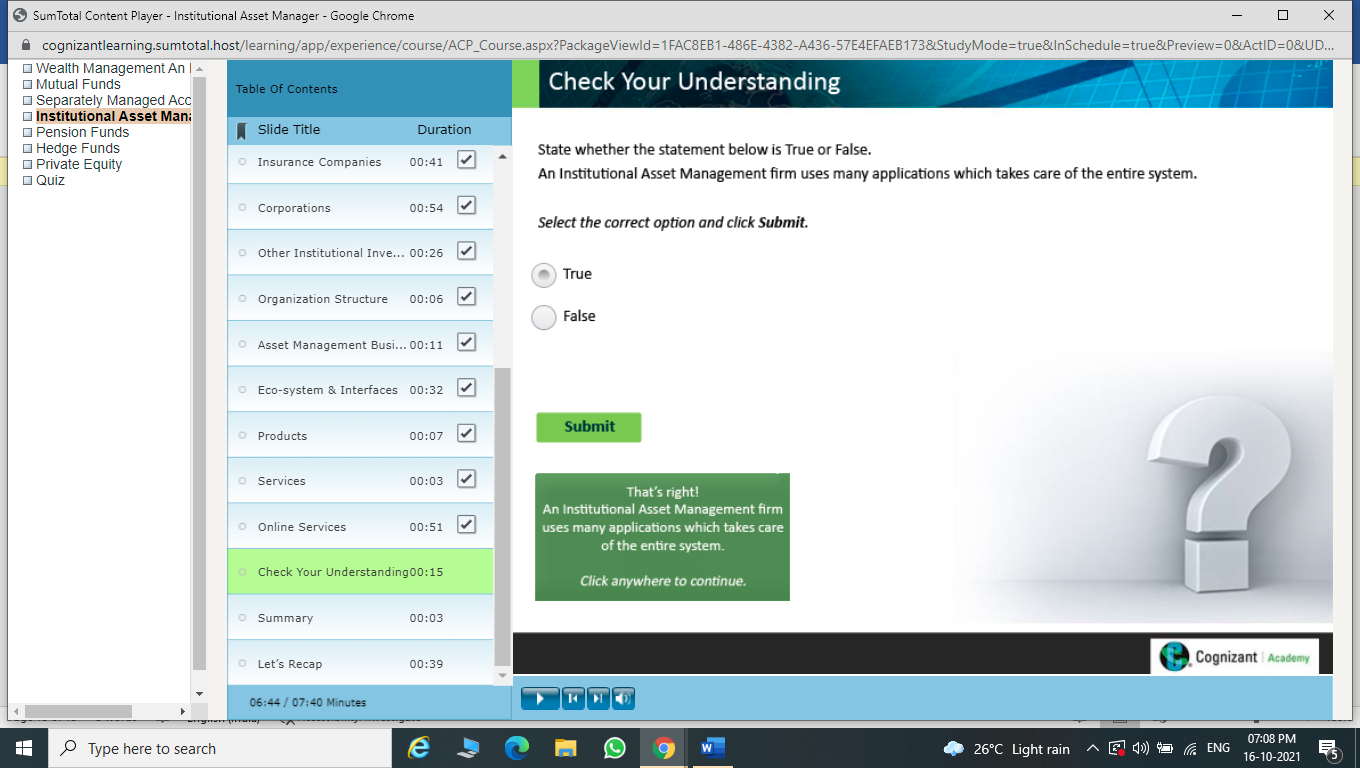 SumTotal Content Player - Institutional Asset Manager - Google Chrome
cognizantlearning.sumtotal.host/learning/app/experience/course/ACP_Course.aspx?PackageViewId=1FAC8EB1-486E-4382-A436-57E4EFAEB173&StudyMode=true&InSchedule=true&Preview=0&ActID=0&UD...
Wealth Management An I
Mutual Funds
Separately Managed Acc
Institutional Asset Mana
Pension Funds
Hedge Funds
Private Equity
Quiz
Table Of Contents
Slide Title Duration
Insurance Companies 00:41
Corporations 00:54
Other Institutional Inve... 00:26
Organization Structure 00:06
Asset Management Busi... 00:11
Eco-system & Interfaces 00:32
Products 00:07
Services 00:03
Online Services 00:51
Check Your Understanding 00:15
Summary 00:03
Let's Recap 00:39
06:44 / 07:40 Minutes
Check Your Understanding
State whether the statement below is True or False.
An Institutional Asset Management firm uses many applications which takes care of the entire system.
Select the correct option and click Submit.
True
False
Submit
That's right!
An Institutional Asset Management firm
uses many applications which takes care
of the entire system.
Click anywhere to continue.
Cognizant | Academy
Type here to search
26°C Light rain
ENG
07:08 PM
16-10-2021
5